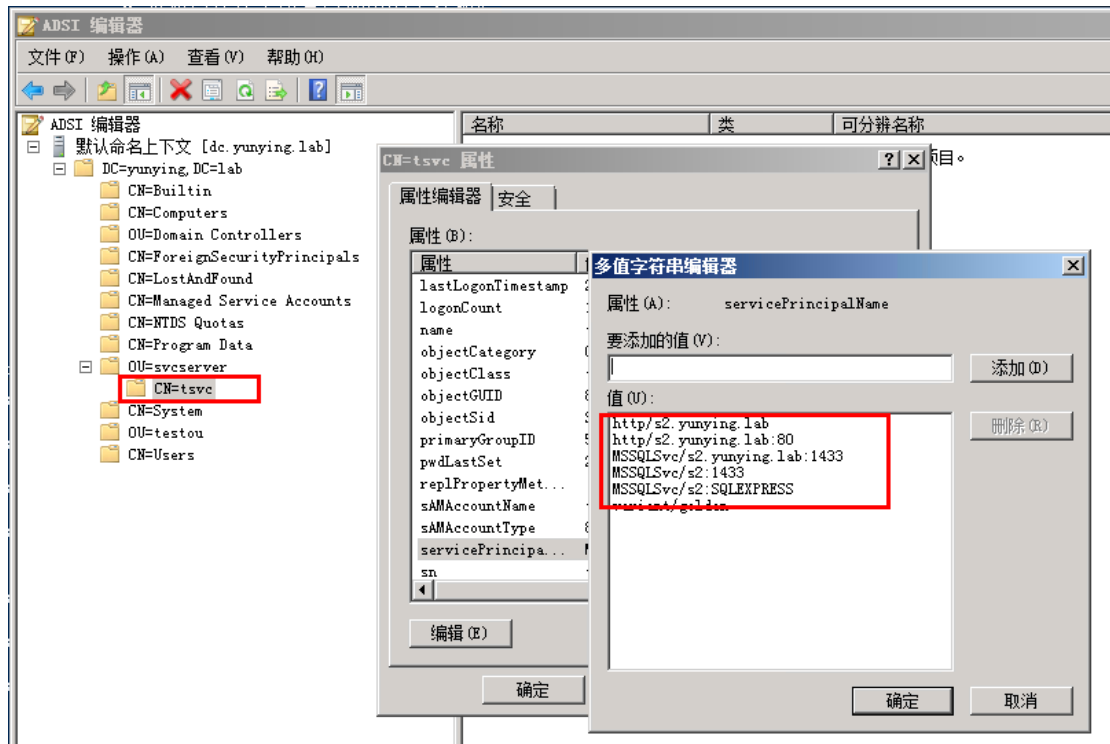 ADSI 编辑器
文件(F) 操作(A) 查看(V) 帮助(H)
ADSI 编辑器
默认命名上下文 [dc.yunying.lab]
DC=yunying,DC=lab
CN=Builtin
CN=Computers
OU=Domain Controllers
CN=ForeignSecurityPrincipals
CN=LostAndFound
CN=Managed Service Accounts
CN=NTDS Quotas
CN=Program Data
OU=svcserver
CN=tsvc
CN=System
OU=testou
CN=Users
名称 类 可分辨名称
项目。
CN=tsvc 属性
属性编辑器 安全
属性(B):
属性
lastLogonTimestamp
logonCount
name
objectCategory
objectClass
objectGUID
objectSid
primaryGroupID
pwdLastSet
replPropertyMet...
sAMAccountName
sAMAccountType
servicePrincipa...
sn
编辑(E)
确定
多值字符串编辑器
属性(A): servicePrincipalName
要添加的值(V):
添加(D)
值(U):
http/s2.yunying.lab
http/s2.yunying.lab:80
MSSQLSvc/s2.yunying.lab:1433
MSSQLSvc/s2:1433
MSSQLSvc/s2:SQLEXPRESS
删除(R)
确定 取消